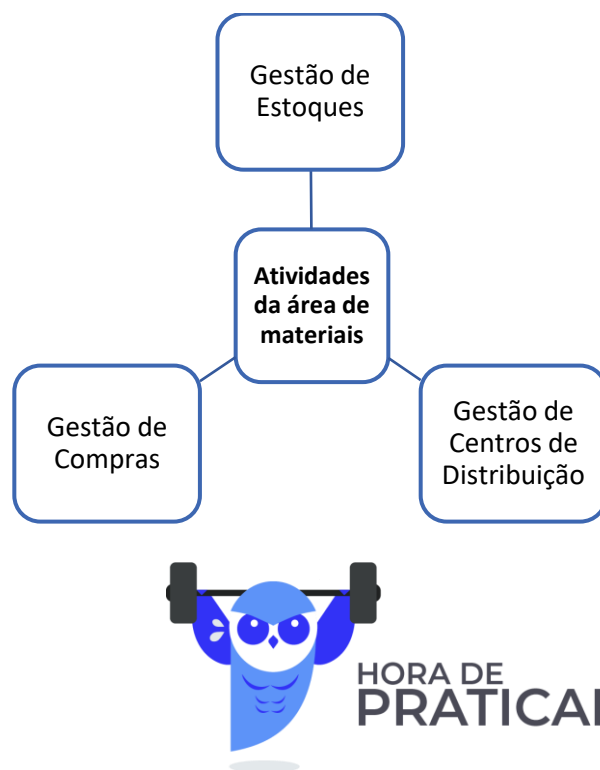 Gestão de
Estoques
Atividades
da área de
materiais
Gestão de
Compras
Gestão de
Centros de
Distribuição
HORA DE
PRATICAR